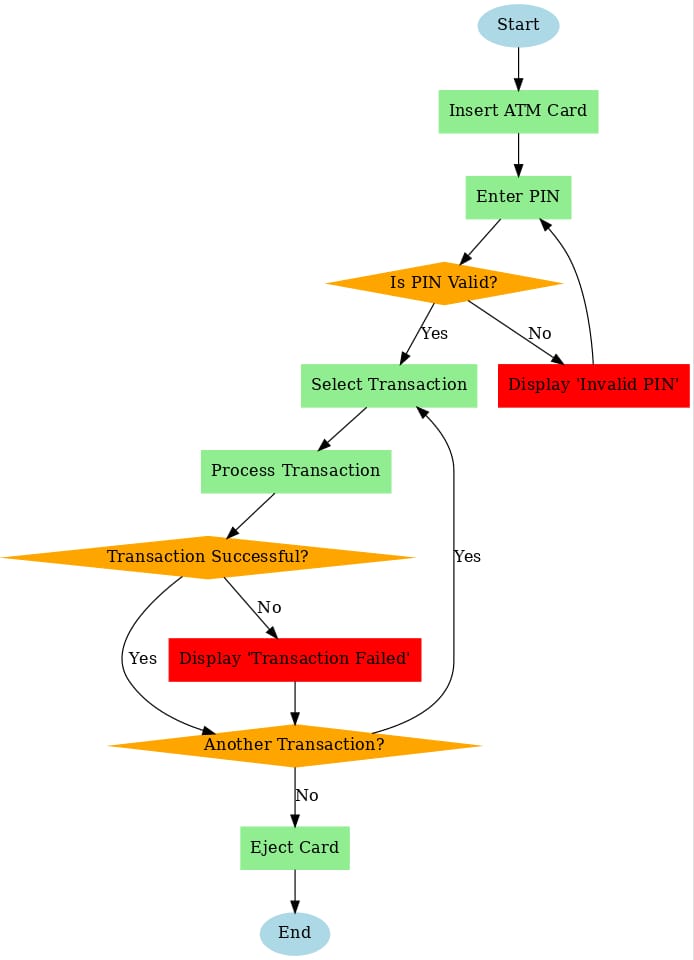 Start
Insert ATM Card
Enter PIN
Is PIN Valid?
Yes
No
Select Transaction
Display 'Invalid PIN'
Process Transaction
Transaction Successful?
Yes
No
Yes
Display 'Transaction Failed'
Another Transaction?
No
Eject Card
End